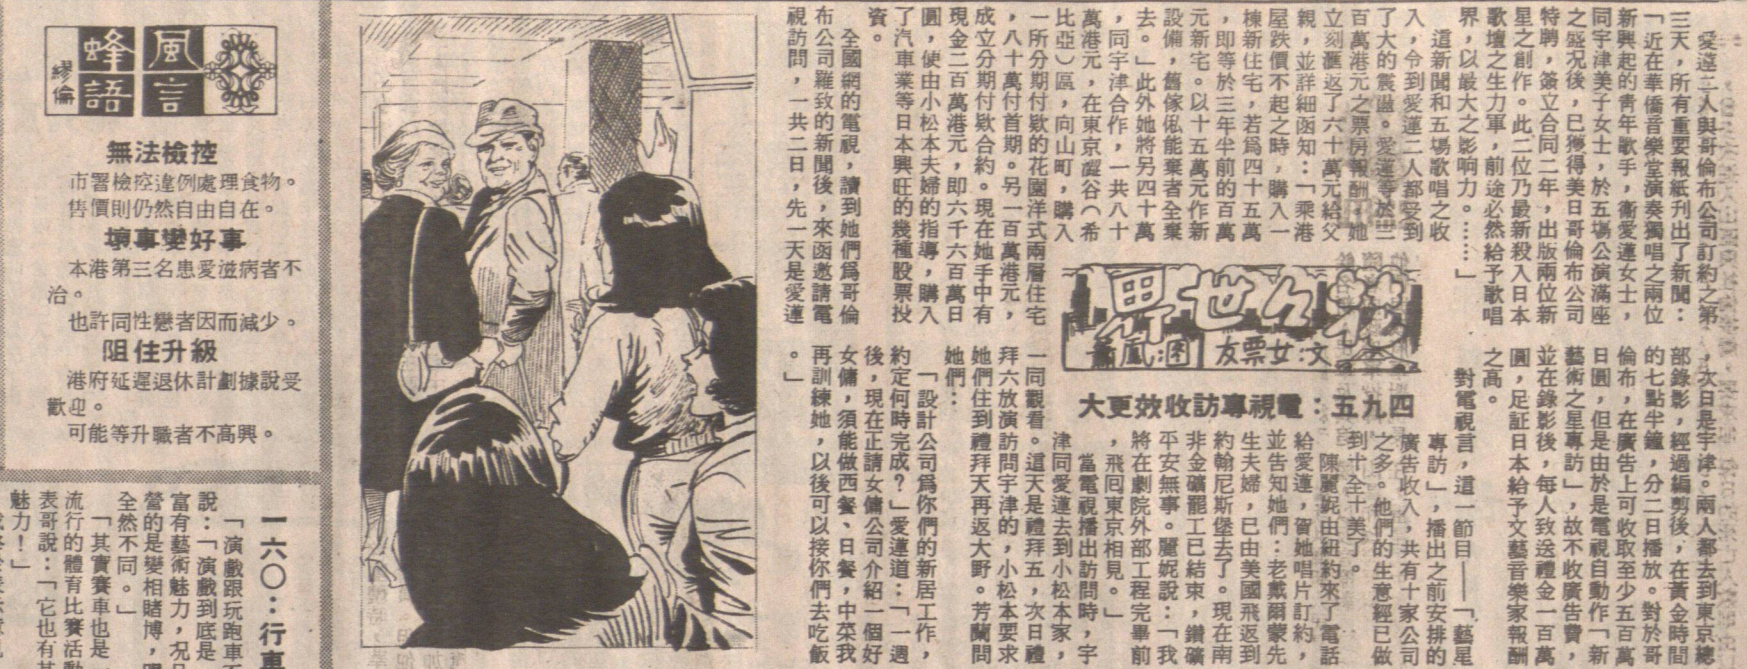 花々世界
文：女票友
圖：蕭鳳
四九五：電視專訪收效更大
愛蓮二人與哥倫布公司訂約之第
三天，所有重要報紙刊出了新聞：
「近在華僑音樂堂演奏獨唱之兩位
新興起的青年歌手，衛愛蓮女士，
同宇津美子女士，於五場公演滿座
之盛况後，已獲得美日哥倫布公司
特聘，簽立合同二年，出版兩位新
星之創作。此二位乃最新殺入日本
歌壇之生力軍，前途必然給予歌唱
界，以最大之影响力。……」
這新聞和五場歌唱之收
入，令到愛蓮二人都受到
了大的震謚。愛蓮等於三
百萬港元之票房報酬，她
立刻滙返了六十萬元給父
親，並詳細函知：「乘港
屋跌價不起之時，購入一
棟新住宅，若爲四十五萬
，即等於三年半前的百萬
元新宅。以十五萬元作新
設備，舊傢俬能棄者全棄
去。」此外她將另四十萬
，同宇津合作，一共八十
萬港元，在東京澀谷（希
比亞）區，向山町，購入
一所分期付欵的花園洋式兩層住宅
，八十萬付首期。另一百萬港元，
成立分期付欵合約。現在她手中有
現金二百萬港元，即六千六百萬日
圓，使由小松本夫婦的指導，購入
了汽車業等日本興旺的幾種股票投
資。
全國網的電視，讀到她們爲哥倫
布公司羅致的新聞後，來函邀請電
視訪問，一共二日，先一天是愛蓮
，次日是宇津。兩人都去到東京總
部錄影，經過編剪後，在黃金時間
的七點半鐘，分二日播放。對於哥
倫布，在廣告上可收取至少五百萬
日圓，但是由於是電視自動作「新
藝術之星專訪」，故不收廣告費，
並在錄影後，每人致送禮金一百萬
圓，足証日本給予文藝音樂家報酬
之高。
對電視言，這一節目——「藝星
專訪」，播出之前安排的
廣告收入，共有十家公司
之多。他們的生意經已做
到十全十美了。
陳麗妮由紐約來了電話
給愛蓮，賀她唱片訂約，
並告知她們：老戴爾蒙先
生夫婦，已由美國飛返到
約翰尼斯堡去了。現在南
非金礦罷工已結束，鑽礦
平安無事。麗妮說：「我
將在劇院外部工程完畢前
，飛囘東京相見。」
當電視播出訪問時，宇
津同愛蓮去到小松本家，
一同觀看。這天是禮拜五，次日禮
拜六放演訪問宇津的，小松本要求
她們住到禮拜天再返大野。芳蘭問
她們：
「設計公司爲你們的新居工作，
約定何時完成？」愛蓮道：「一週
後，現在正請女傭公司介紹一個好
女傭，須能做西餐、日餐，中菜我
再訓練她，以後可以接你們去吃飯
。」
風言蜂語
繆倫
無法檢控
市署檢控違例處理食物。
售價則仍然自由自在。
壞事變好事
本港第三名患愛滋病者不
治。
也許同性戀者因而減少。
阻住升級
港府延遲退休計劃據說受
歡迎。
可能等升職者不高興。
一六〇：行車
「演戲跟玩跑車不
說：「演戲到底是
富有藝術魅力，况且
營的是變相賭博，跟
全然不同。」
「其實賽車也是
流行的體育比賽活動
表哥說：「它也有其
魅力！」